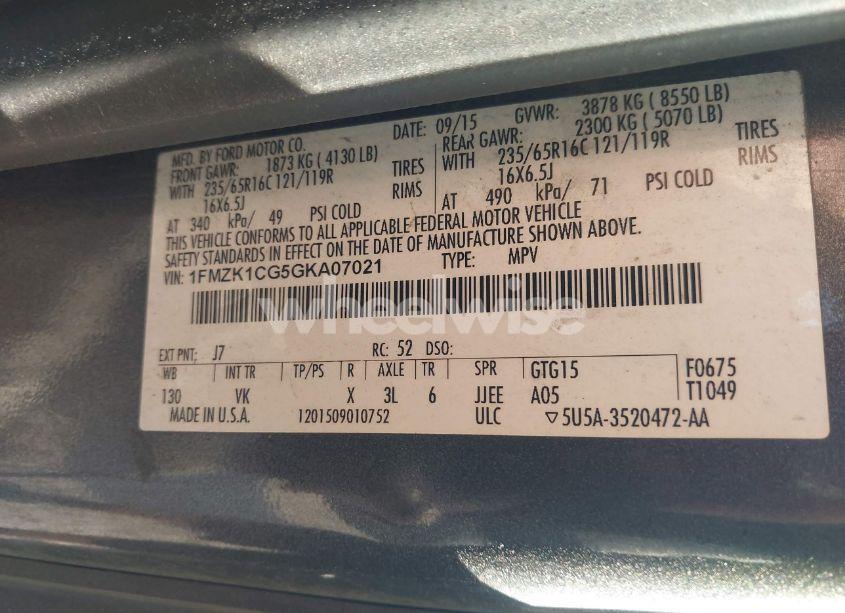 MFD. BY FORD MOTOR CO.
DATE: 09/15 GVWR: 3878 KG ( 8550 LB)
FRONT GAWR: 1873 KG ( 4130 LB) REAR GAWR: 2300 KG ( 5070 LB)
WITH 235/65R16C 121/119R TIRES WITH 235/65R16C 121/119R TIRES
16X6.5J RIMS 16X6.5J RIMS
AT 340 kPa/ 49 PSI COLD AT 490 kPa/ 71 PSI COLD
THIS VEHICLE CONFORMS TO ALL APPLICABLE FEDERAL MOTOR VEHICLE
SAFETY STANDARDS IN EFFECT ON THE DATE OF MANUFACTURE SHOWN ABOVE.
VIN: 1FMZK1CG5GKA07021 TYPE: MPV
wheelwise
EXT PNT: J7 RC: 52 DSO:
WB INT TR TP/PS R AXLE TR SPR GTG15 F0675
130 VK X 3L 6 JJEE A05 T1049
MADE IN U.S.A. 1201509010752 ULC ▽5U5A-3520472-AA